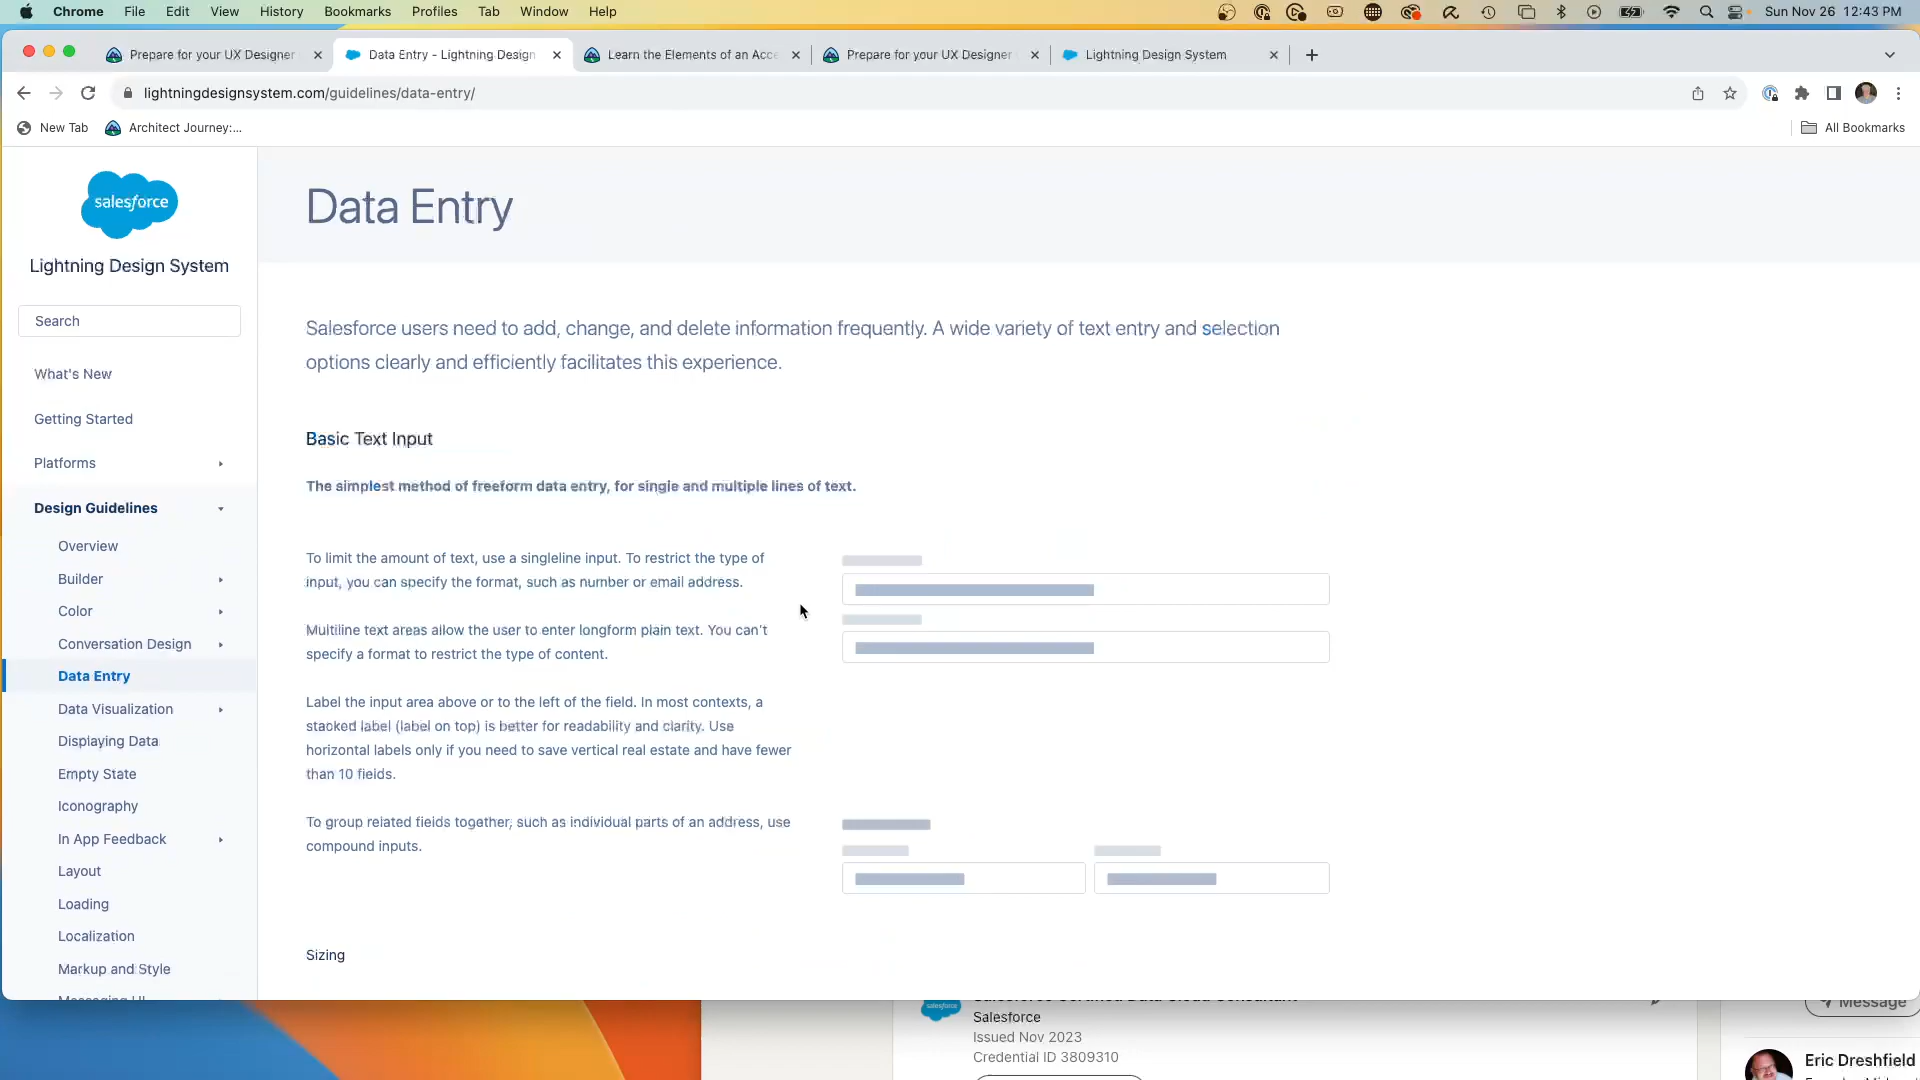 Chrome File Edit View History Bookmarks Profiles Tab Window Help Sun Nov 26 12:43 PM
Prepare for your UX Designer
Data Entry - Lightning Design
Learn the Elements of an Acce
Prepare for your UX Designer
Lightning Design System
lightningdesignsystem.com/guidelines/data-entry/
New Tab
Architect Journey:...
All Bookmarks
salesforce
Lightning Design System
Search
What's New
Getting Started
Platforms
Design Guidelines
Overview
Builder
Color
Conversation Design
Data Entry
Data Visualization
Displaying Data
Empty State
Iconography
In App Feedback
Layout
Loading
Localization
Markup and Style
Data Entry
Salesforce users need to add, change, and delete information frequently. A wide variety of text entry and selection
options clearly and efficiently facilitates this experience.
Basic Text Input
The simplest method of freeform data entry, for single and multiple lines of text.
To limit the amount of text, use a singleline input. To restrict the type of
input, you can specify the format, such as number or email address.
Multiline text areas allow the user to enter longform plain text. You can't
specify a format to restrict the type of content.
Label the input area above or to the left of the field. In most contexts, a
stacked label (label on top) is better for readability and clarity. Use
horizontal labels only if you need to save vertical real estate and have fewer
than 10 fields.
To group related fields together, such as individual parts of an address, use
compound inputs.
Sizing
salesforce
Salesforce Certified Data Cloud Consultant
Salesforce
Issued Nov 2023
Credential ID 3809310
Message
Eric Dreshfield